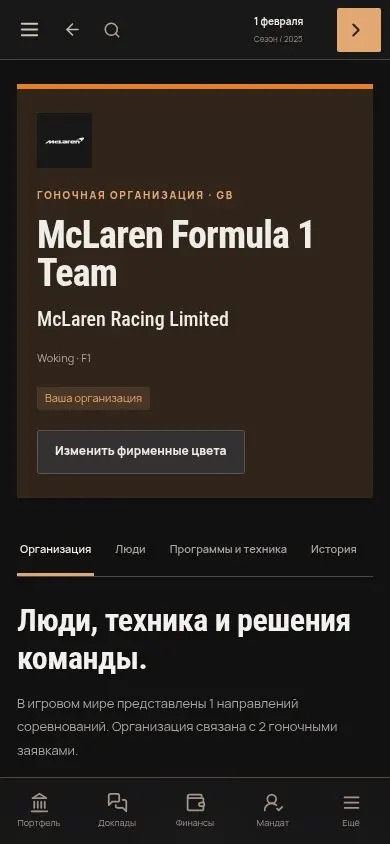 1 февраля
Сезон / 2025
McLaren
ГОНОЧНАЯ ОРГАНИЗАЦИЯ · GB
McLaren Formula 1
Team
McLaren Racing Limited
Woking · F1
Ваша организация
Изменить фирменные цвета
Организация Люди Программы и техника История
Люди, техника и решения
команды.
В игровом мире представлены 1 направлений
соревнований. Организация связана с 2 гоночными
заявками.
Портфель Доклады Финансы Мандат Ещё